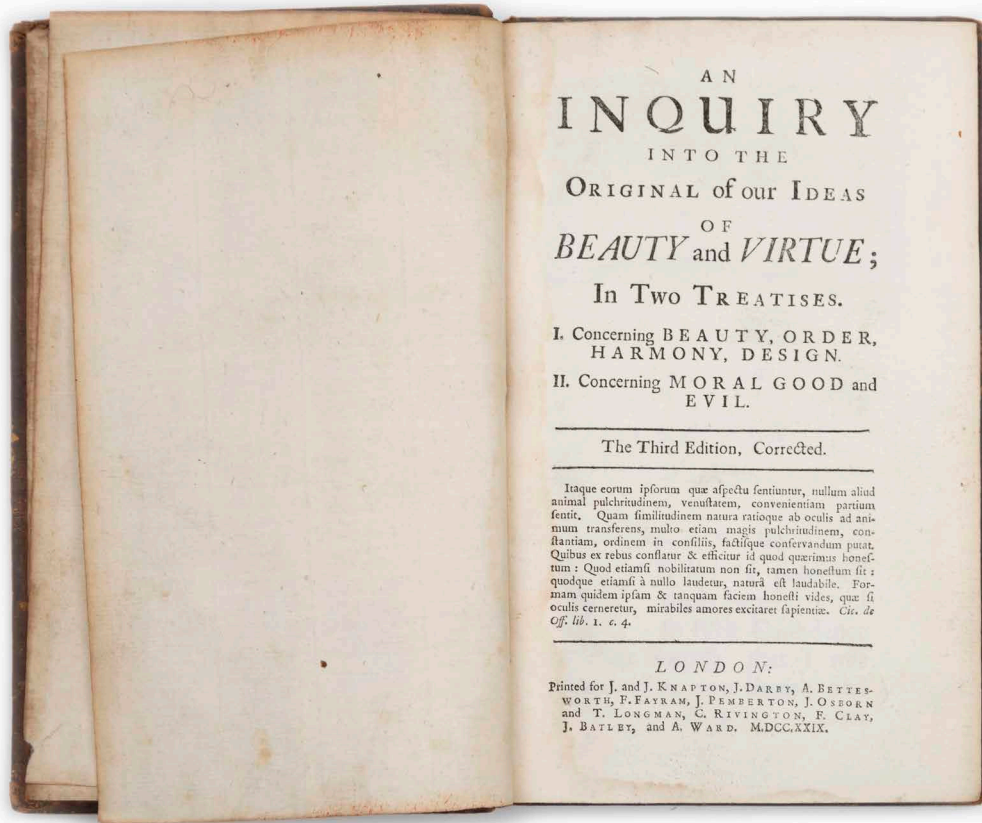 AN
INQUIRY
INTO THE
ORIGINAL of our IDEAS
OF
BEAUTY and VIRTUE;
In Two TREATISES.
I. Concerning BEAUTY, ORDER,
HARMONY, DESIGN.
II. Concerning MORAL GOOD and
EVIL.
The Third Edition, Corrected.
Itaque eorum ipſorum quæ aſpectu ſentiuntur, nullum aliud
animal pulchritudinem, venuſtatem, convenientiam partium
ſentit. Quam ſimilitudinem natura ratioque ab oculis ad ani-
mum transferens, multo etiam magis pulchritudinem, con-
ſtantiam, ordinem in conſiliis, factiſque conſervandum putat.
Quibus ex rebus conflatur & efficitur id quod quærimus honeſ-
tum: Quod etiamſi nobilitatum non ſit, tamen honeſtum ſit:
quodque etiamſi à nullo laudetur, naturâ eſt laudabile. For-
mam quidem ipſam & tanquam faciem honeſti vides, quæ ſi
oculis cerneretur, mirabiles amores excitaret ſapientiæ. Cic. de
Off. lib. 1. c. 4.
LONDON:
Printed for J. and J. KNAPTON, J. DARBY, A. BETTES-
WORTH, F. FAYRAM, J. PEMBERTON, J. OSBORN
and T. LONGMAN, C. RIVINGTON, F. CLAY,
J. BATLEY, and A. WARD. M.DCC.XXIX.